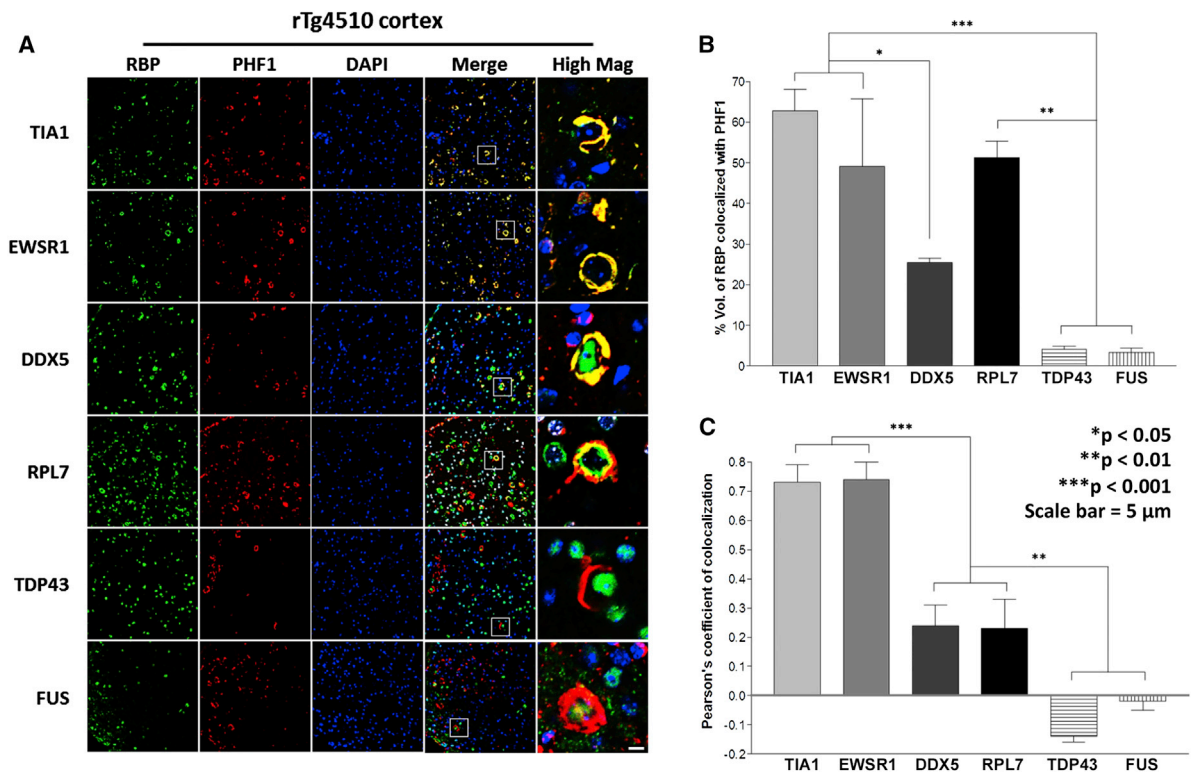 rTg4510 cortex
A
RBP PHF1 DAPI Merge High Mag
TIA1
EWSR1
DDX5
RPL7
TDP43
FUS
B
% Vol. of RBP colocalized with PHF1
70
60
50
40
30
20
10
0
***
*
**
TIA1 EWSR1 DDX5 RPL7 TDP43 FUS
C
Pearson's coefficient of colocalization
0.8
0.7
0.6
0.5
0.4
0.3
0.2
0.1
0.0
-0.1
-0.2
***
**
*p < 0.05
**p < 0.01
***p < 0.001
Scale bar = 5 µm
TIA1 EWSR1 DDX5 RPL7 TDP43 FUS